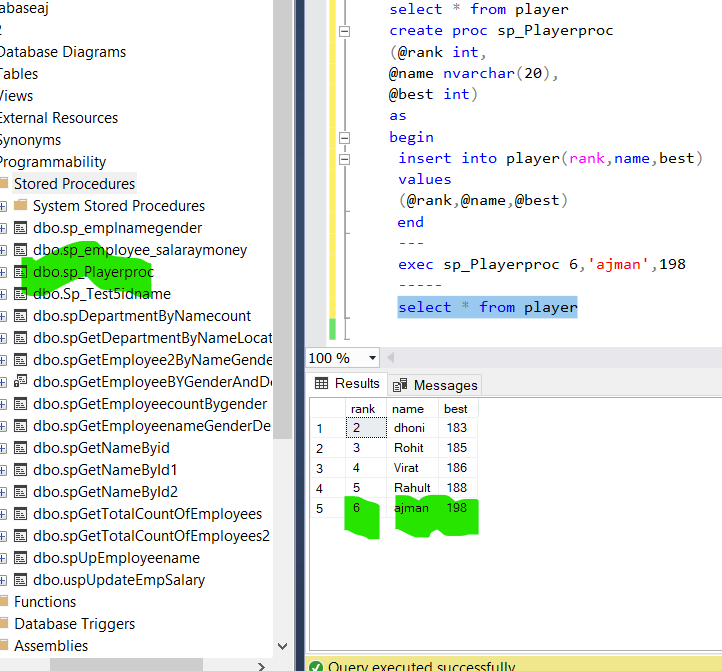 abaseaj
2
Database Diagrams
Tables
Views
External Resources
Synonyms
Programmability
Stored Procedures
System Stored Procedures
dbo.sp_emplnamegender
dbo.sp_employee_salaraymoney
dbo.sp_Playerproc
dbo.Sp_Test5idname
dbo.spDepartmentByNamecount
dbo.spGetDepartmentByNameLocat
dbo.spGetEmployee2ByNameGende
dbo.spGetEmployeeBYGenderAndDe
dbo.spGetEmployeecountBygender
dbo.spGetEmployeenameGenderDe
dbo.spGetNameByid
dbo.spGetNameById1
dbo.spGetNameById2
dbo.spGetTotalCountOfEmployees
dbo.spGetTotalCountOfEmployees2
dbo.spUpEmployeename
dbo.uspUpdateEmpSalary
Functions
Database Triggers
Assemblies
select * from player
create proc sp_Playerproc
(@rank int,
@name nvarchar(20),
@best int)
as
begin
insert into player(rank,name,best)
values
(@rank,@name,@best)
end
---
exec sp_Playerproc 6,'ajman',198
-----
select * from player
100 %
Results Messages
rank name best
1 2 dhoni 183
2 3 Rohit 185
3 4 Virat 186
4 5 Rahult 188
5 6 ajman 198
Query executed successfully